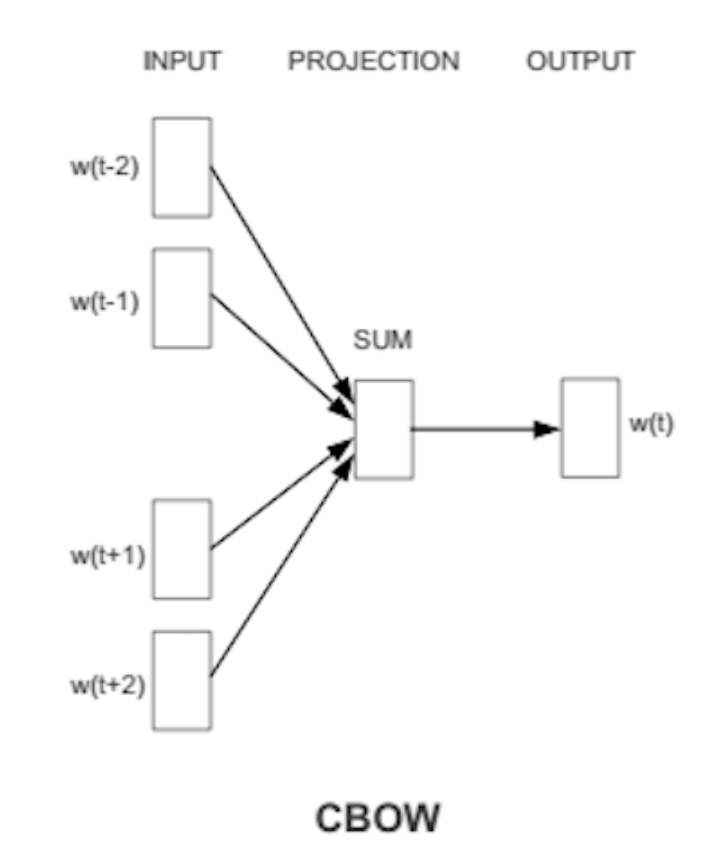 INPUT PROJECTION OUTPUT
w(t-2)
w(t-1)
SUM
w(t)
w(t+1)
w(t+2)
CBOW